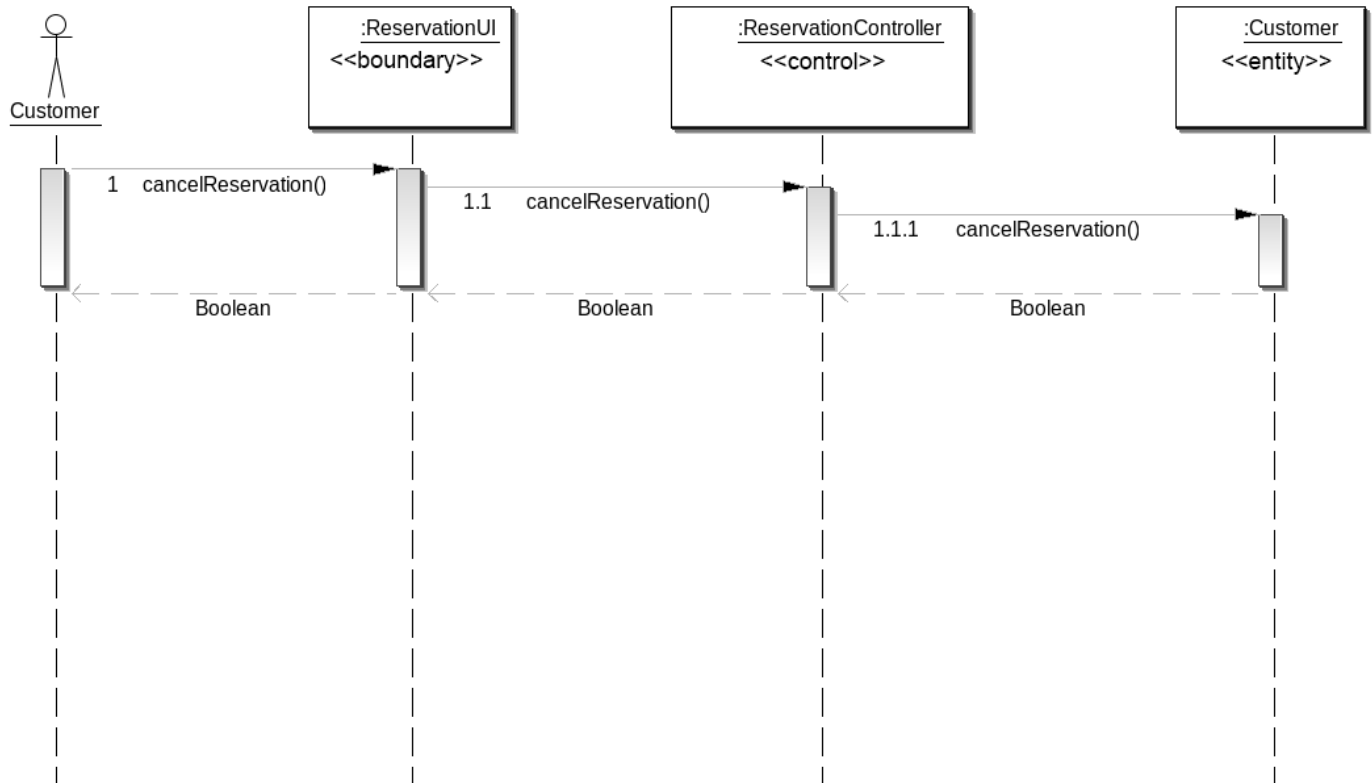 :ReservationUI
<<boundary>>
:ReservationController
<<control>>
:Customer
<<entity>>
Customer
1 cancelReservation()
1.1 cancelReservation()
1.1.1 cancelReservation()
Boolean
Boolean
Boolean